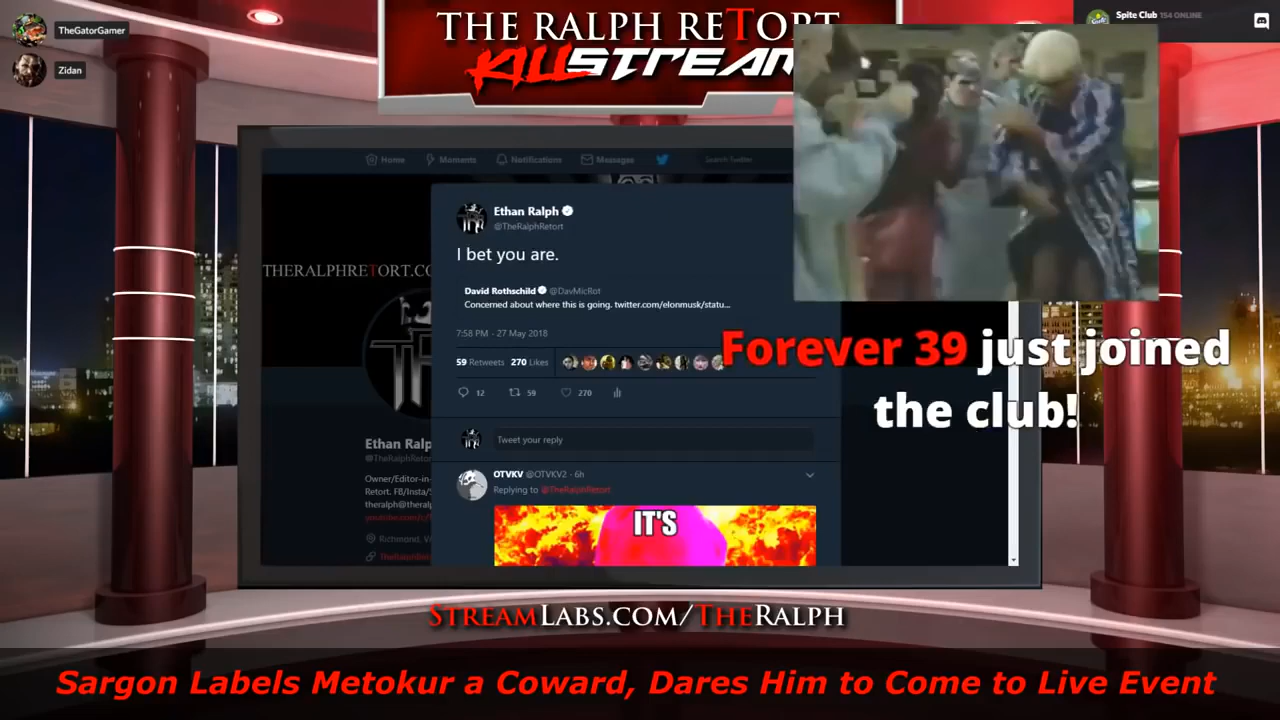 TheGatorGamer
Zidan
THE RALPH RETORT
KILLSTREAM
Spite Club 154 ONLINE
Home Moments Notifications Messages Search Twitter
THERALPHRETORT.CO
Ethan Ralph
@TheRalphRetort
I bet you are.
David Rothschild @DavMicRot
Concerned about where this is going. twitter.com/elonmusk/statu...
7:58 PM - 27 May 2018
59 Retweets 270 Likes
12 59 270
Forever 39 just joined
the club!
Tweet your reply
Ethan Ralp
@TheRalphRetor
Owner/Editor-in-
Retort. FB/Insta/S
theralph@theralp
Richmond, VA
TheRalphRet
OTVKV @OTVKV2 - 6h
Replying to @TheRalphRetort
IT'S
STREAMLABS.COM/THERALPH
Sargon Labels Metokur a Coward, Dares Him to Come to Live Event